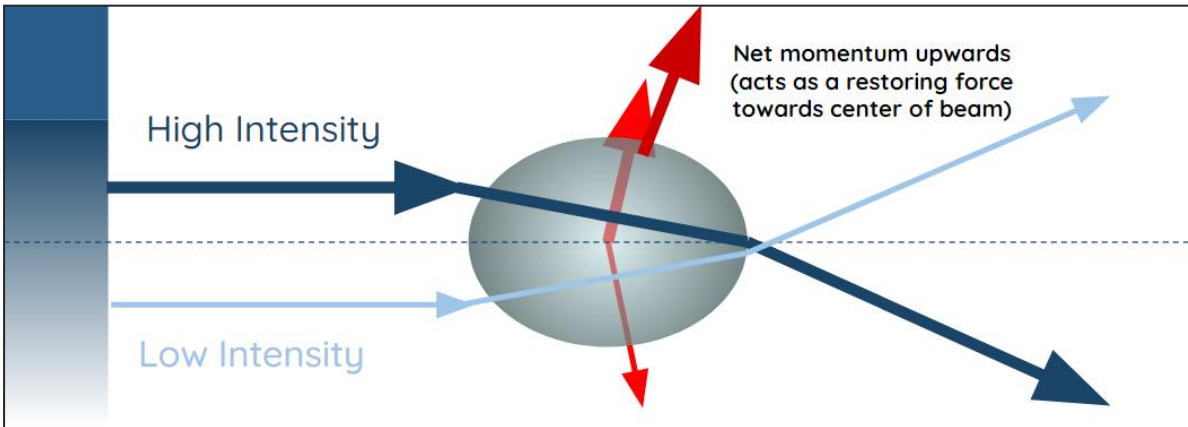 Net momentum upwards
(acts as a restoring force
towards center of beam)
High Intensity
Low Intensity